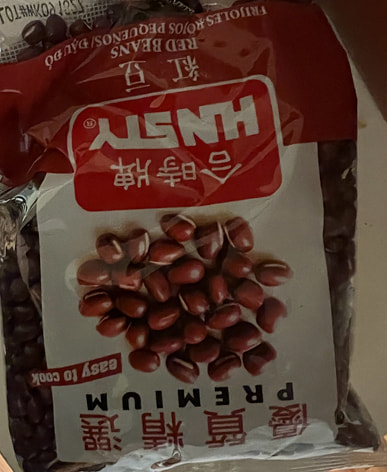 優質精選
PREMIUM
easy to cook
合時牌
HUNSTY®
紅豆
RED BEANS
FRIJOLES ROJOS PEQUEÑOS/ĐẬU ĐỎ